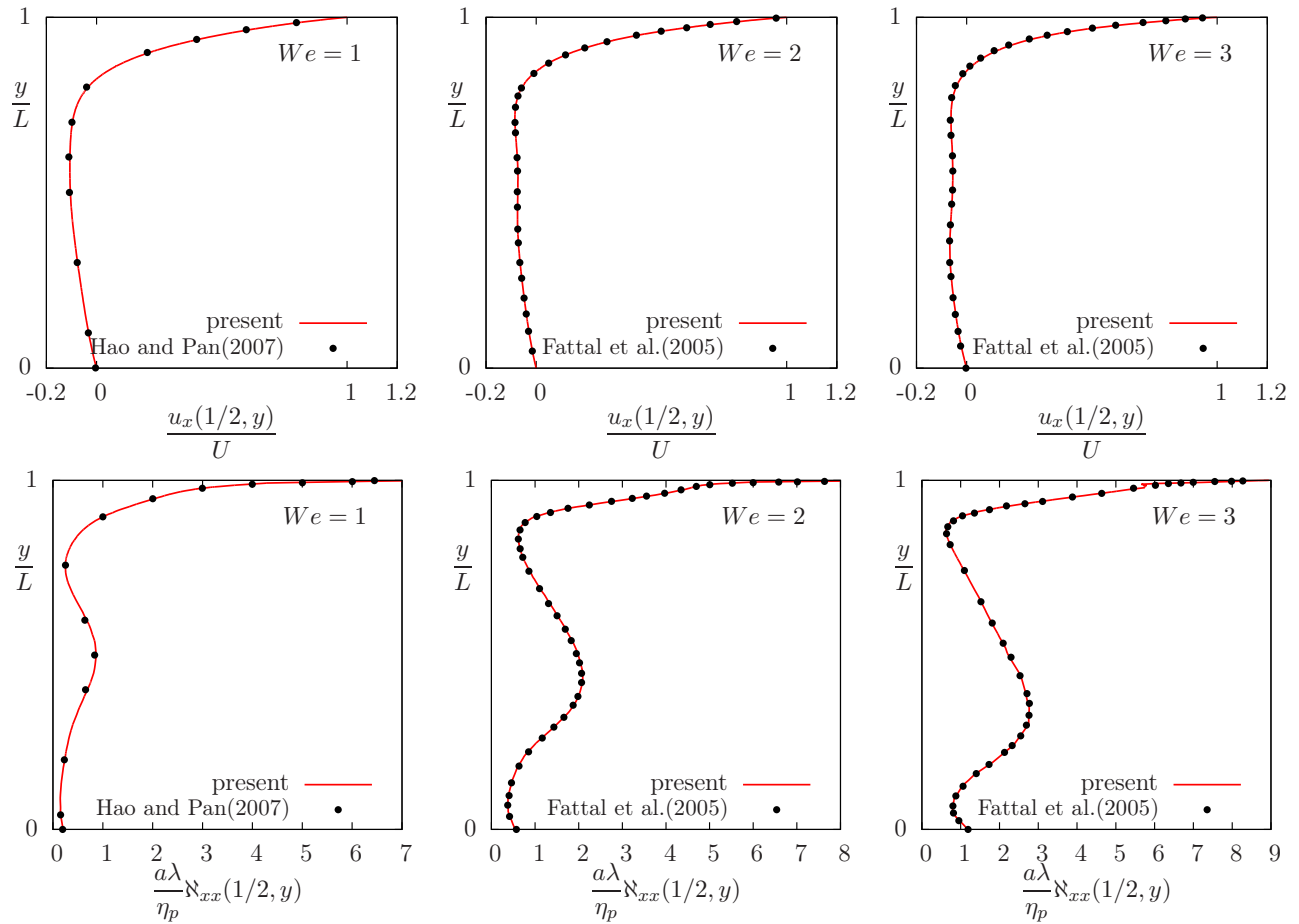 1
We = 1
y/L
present
Hao and Pan(2007)
0
-0.2 0 1 1.2
u_x(1/2, y)/U
1
We = 2
y/L
present
Fattal et al.(2005)
0
-0.2 0 1 1.2
u_x(1/2, y)/U
1
We = 3
y/L
present
Fattal et al.(2005)
0
-0.2 0 1 1.2
u_x(1/2, y)/U
1
We = 1
y/L
present
Hao and Pan(2007)
0
0 1 2 3 4 5 6 7
aλ/η_p ℵ_xx(1/2, y)
1
We = 2
y/L
present
Fattal et al.(2005)
0
0 1 2 3 4 5 6 7 8
aλ/η_p ℵ_xx(1/2, y)
1
We = 3
y/L
present
Fattal et al.(2005)
0
0 1 2 3 4 5 6 7 8 9
aλ/η_p ℵ_xx(1/2, y)